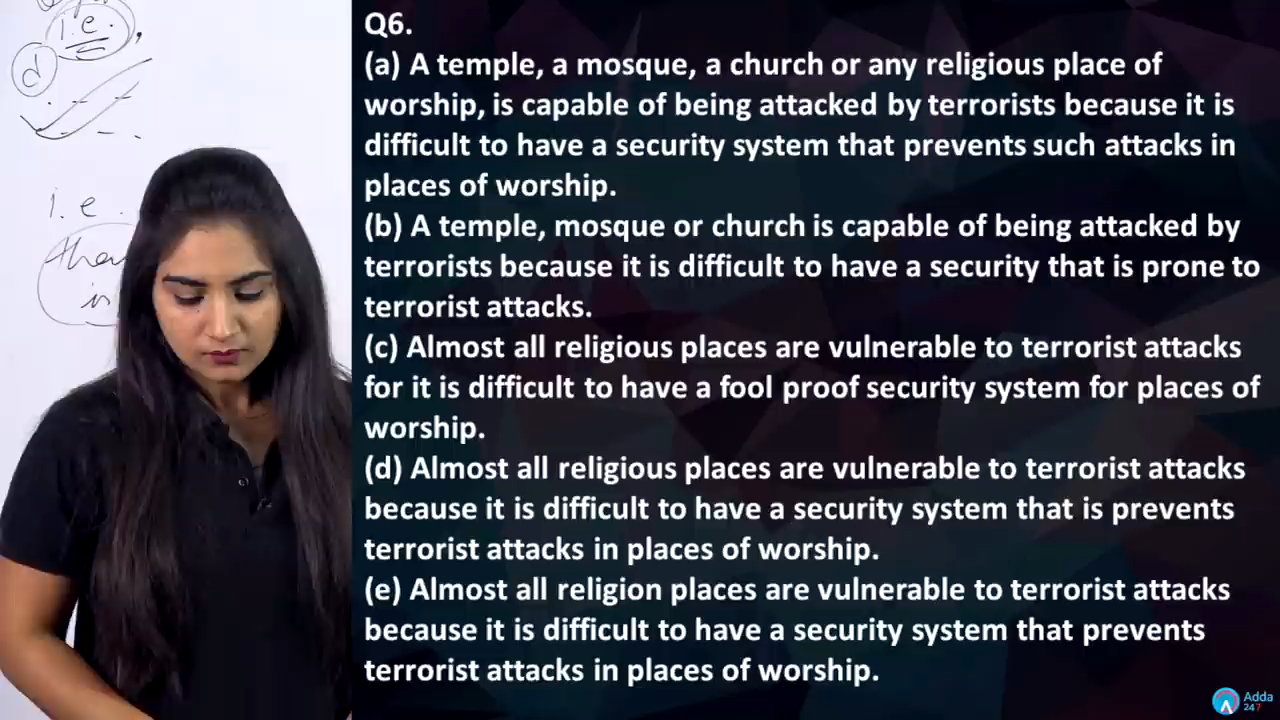 i.e.,
d
i.e.
in
Q6.
(a) A temple, a mosque, a church or any religious place of
worship, is capable of being attacked by terrorists because it is
difficult to have a security system that prevents such attacks in
places of worship.
(b) A temple, mosque or church is capable of being attacked by
terrorists because it is difficult to have a security that is prone to
terrorist attacks.
(c) Almost all religious places are vulnerable to terrorist attacks
for it is difficult to have a fool proof security system for places of
worship.
(d) Almost all religious places are vulnerable to terrorist attacks
because it is difficult to have a security system that is prevents
terrorist attacks in places of worship.
(e) Almost all religion places are vulnerable to terrorist attacks
because it is difficult to have a security system that prevents
terrorist attacks in places of worship.
Adda
247